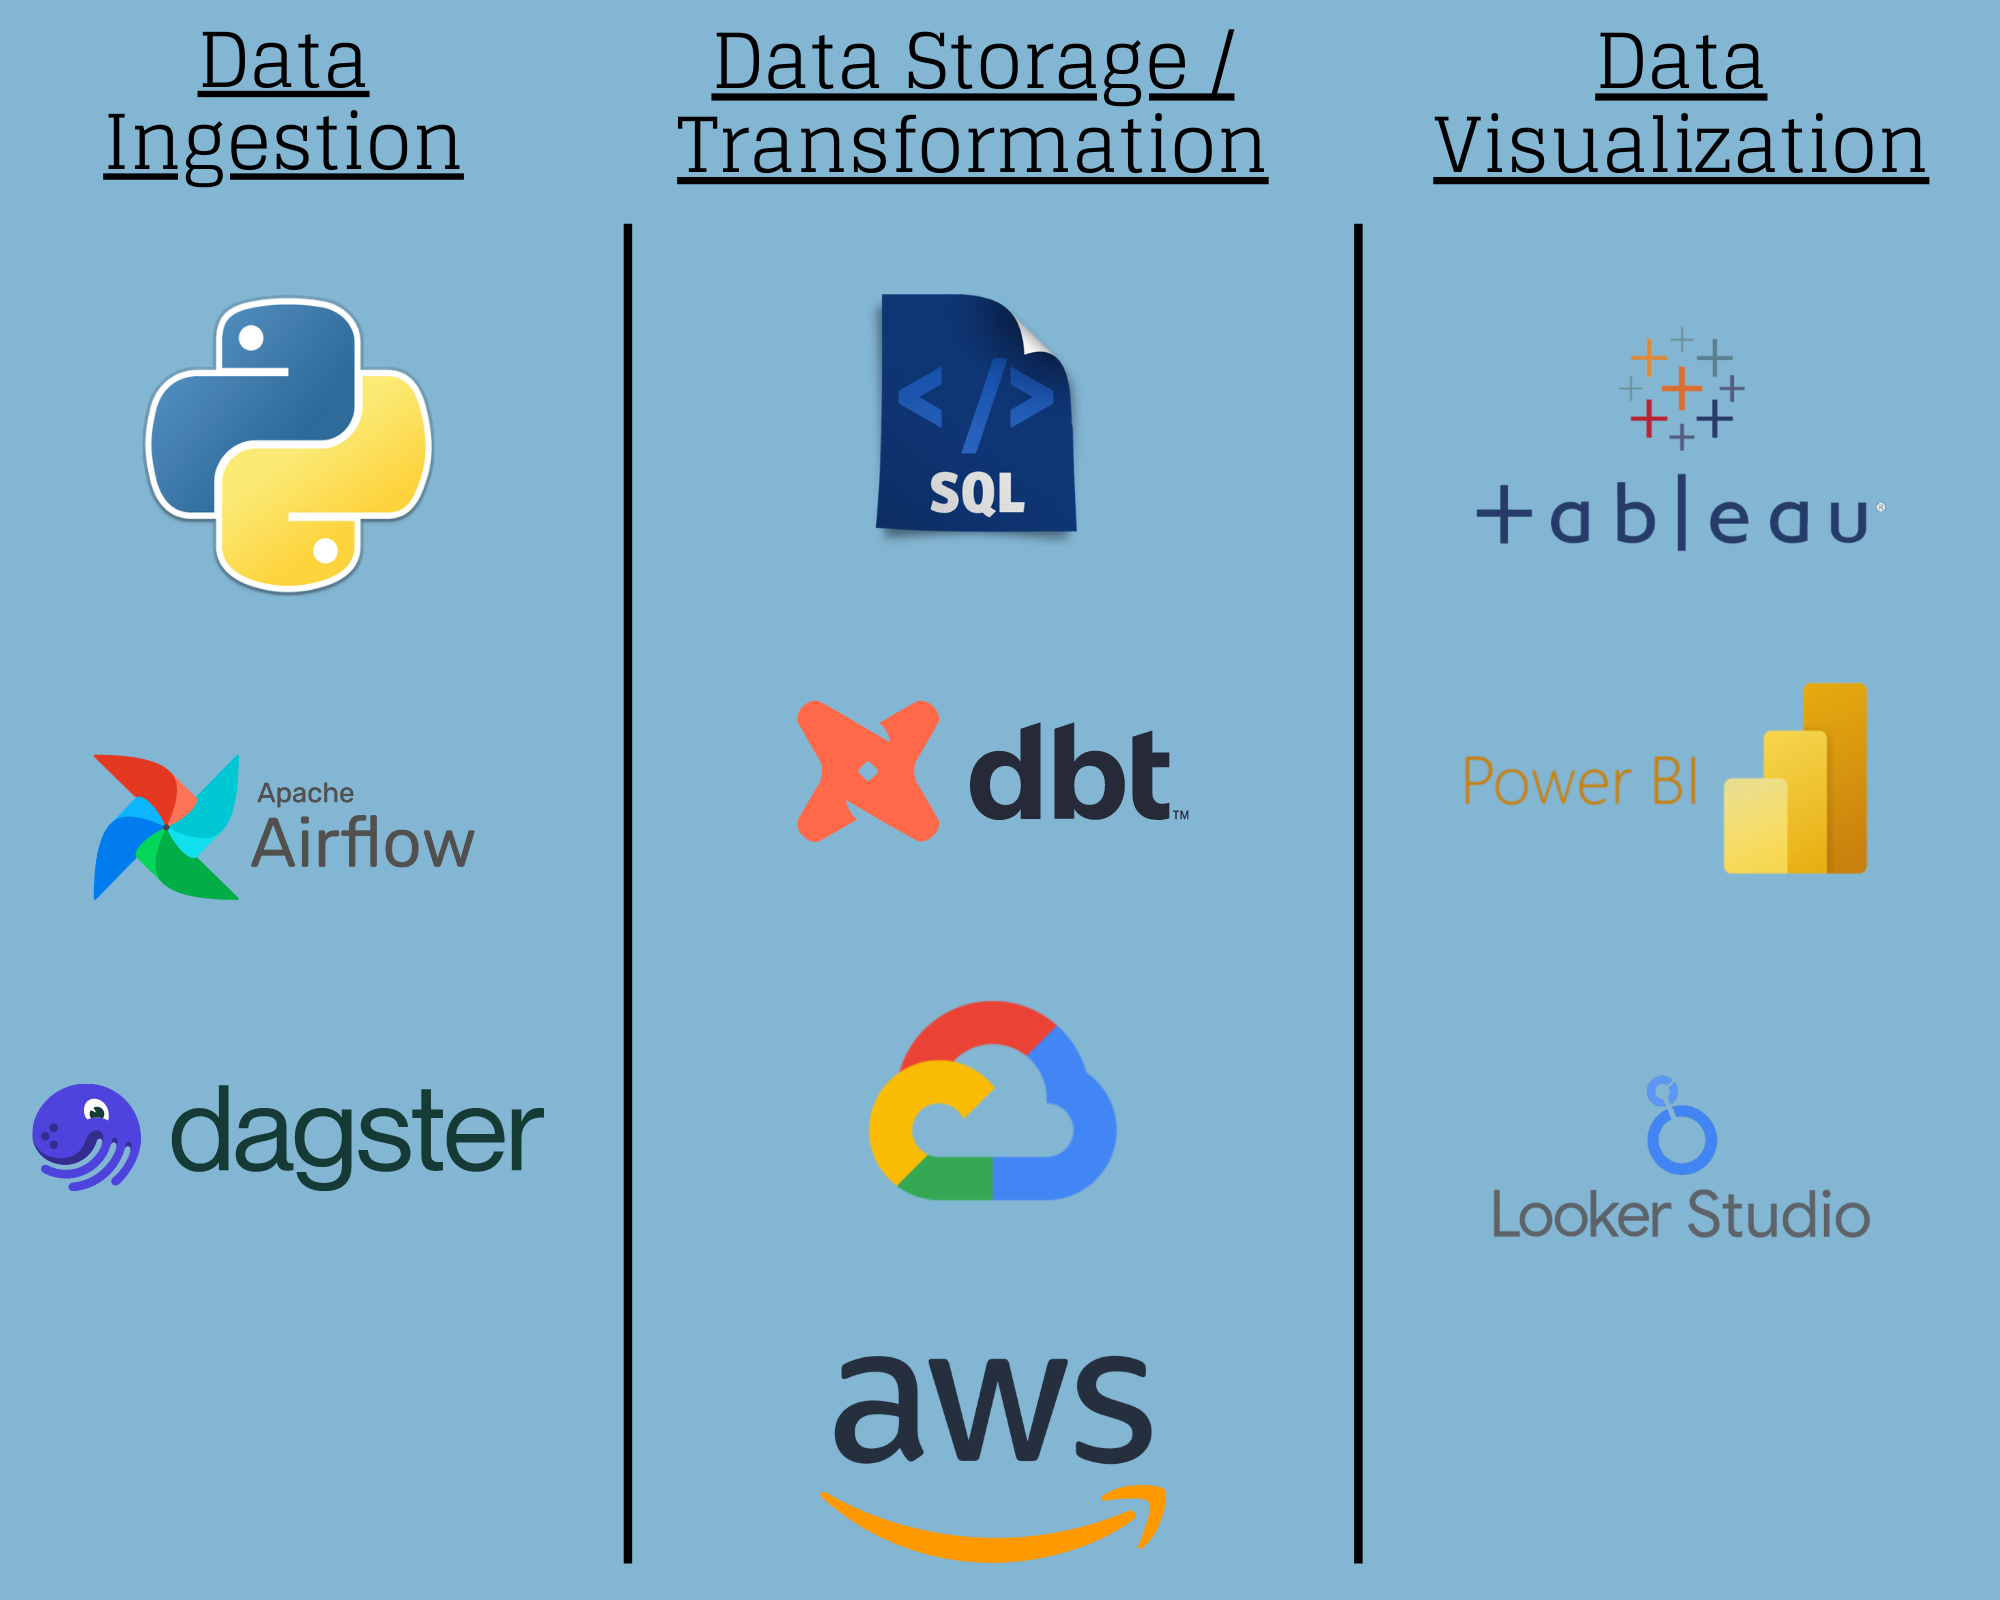 Data
Ingestion
Apache
Airflow
dagster
Data Storage /
Transformation
</>
SQL
dbt™
aws
Data
Visualization
+ableau®
Power BI
Looker Studio